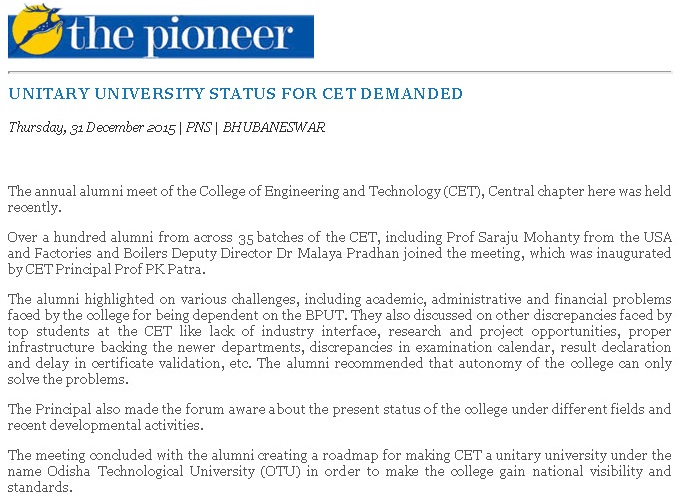 the pioneer
UNITARY UNIVERSITY STATUS FOR CET DEMANDED
Thursday, 31 December 2015 | PNS | BHUBANESWAR
The annual alumni meet of the College of Engineering and Technology (CET), Central chapter here was held
recently.
Over a hundred alumni from across 35 batches of the CET, including Prof Saraju Mohanty from the USA
and Factories and Boilers Deputy Director Dr Malaya Pradhan joined the meeting, which was inaugurated
by CET Principal Prof PK Patra.
The alumni highlighted on various challenges, including academic, administrative and financial problems
faced by the college for being dependent on the BPUT. They also discussed on other discrepancies faced by
top students at the CET like lack of industry interface, research and project opportunities, proper
infrastructure backing the newer departments, discrepancies in examination calendar, result declaration
and delay in certificate validation, etc. The alumni recommended that autonomy of the college can only
solve the problems.
The Principal also made the forum aware about the present status of the college under different fields and
recent developmental activities.
The meeting concluded with the alumni creating a roadmap for making CET a unitary university under the
name Odisha Technological University (OTU) in order to make the college gain national visibility and
standards.